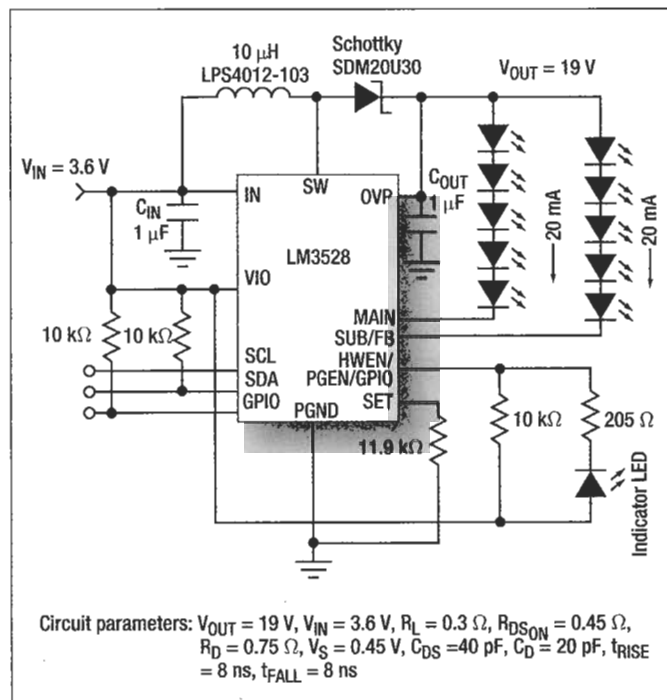 10 μH
LPS4012-103
Schottky
SDM20U30
V_OUT = 19 V
V_IN = 3.6 V
C_IN
1 μF
IN
SW
OVP
C_OUT
1 μF
LM3528
20 mA
20 mA
VIO
10 kΩ
10 kΩ
MAIN
SUB/FB
HWEN/
PGEN/GPIO
SET
SCL
SDA
GPIO
PGND
11.9 kΩ
10 kΩ
205 Ω
Indicator LED
Circuit parameters: V_OUT = 19 V, V_IN = 3.6 V, R_L = 0.3 Ω, R_DS_ON = 0.45 Ω,
R_D = 0.75 Ω, V_S = 0.45 V, C_DS =40 pF, C_D = 20 pF, t_RISE
= 8 ns, t_FALL = 8 ns